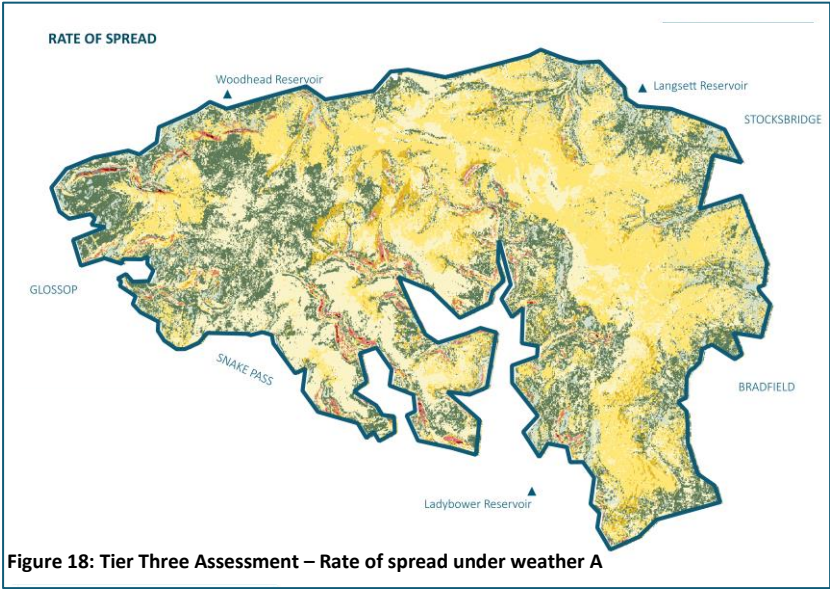 RATE OF SPREAD
Woodhead Reservoir
Langsett Reservoir
STOCKSBRIDGE
GLOSSOP
SNAKE PASS
BRADFIELD
Ladybower Reservoir
Figure 18: Tier Three Assessment – Rate of spread under weather A